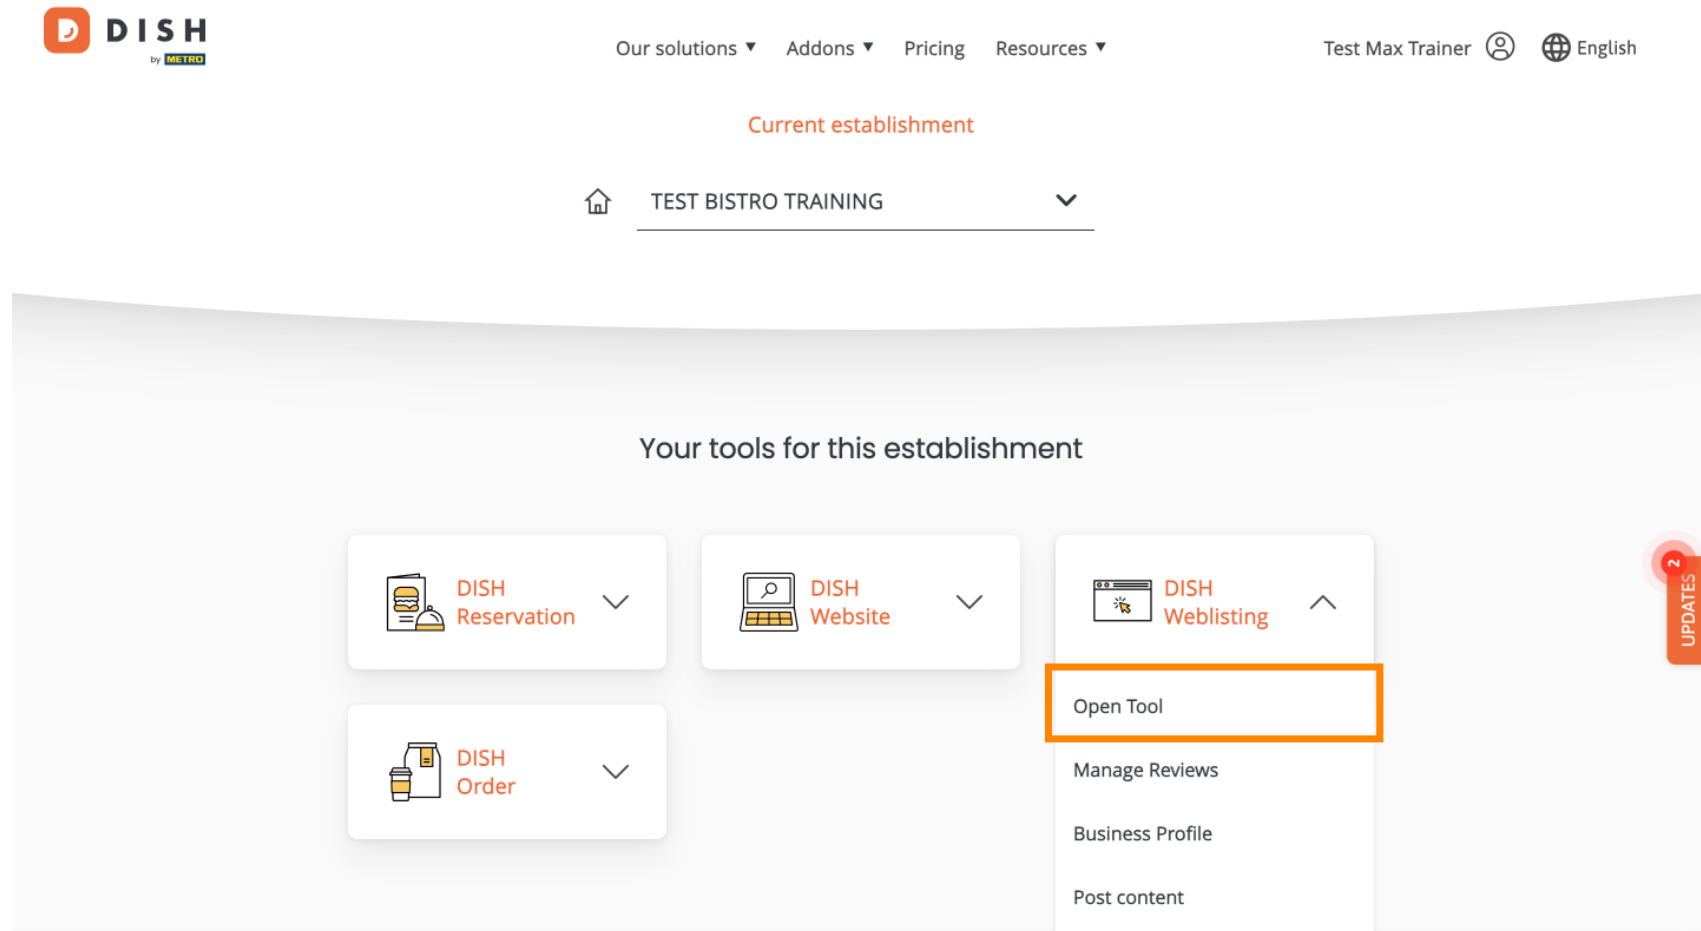 DISH
by METRO
Our solutions ▼ Addons ▼ Pricing Resources ▼ Test Max Trainer English
Current establishment
TEST BISTRO TRAINING
Your tools for this establishment
DISH
Reservation
DISH
Website
DISH
Weblisting
2
UPDATES
Open Tool
DISH
Order
Manage Reviews
Business Profile
Post content